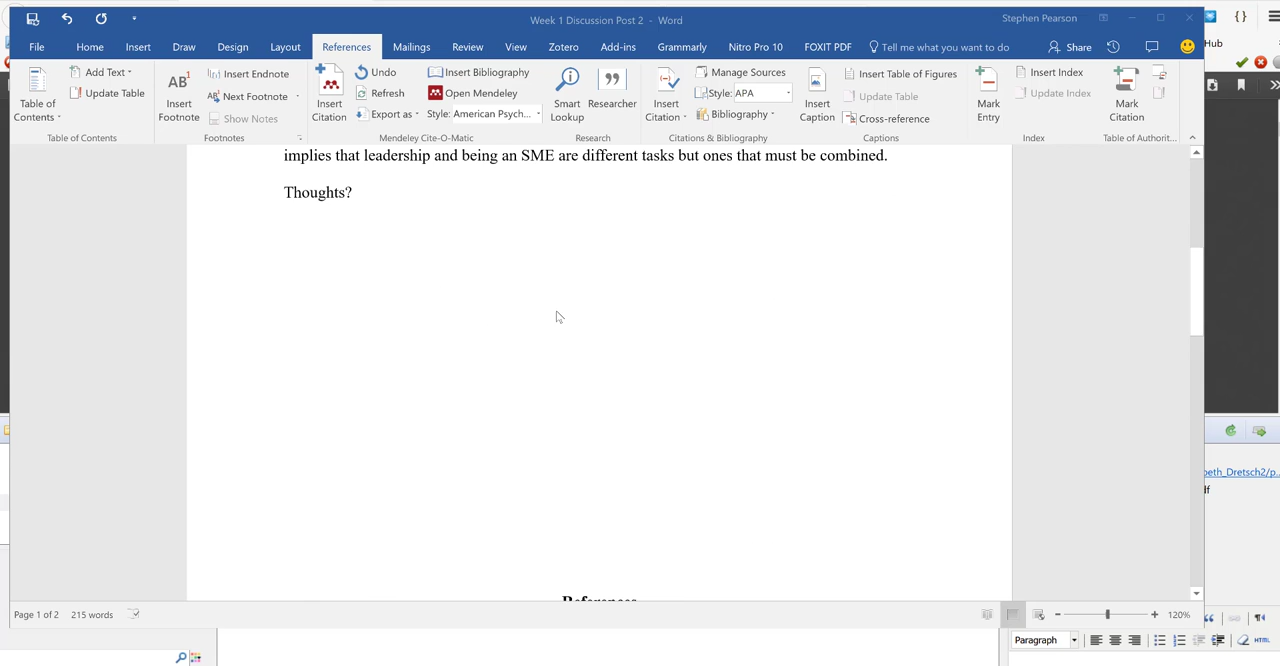 Week 1 Discussion Post 2 - Word
Stephen Pearson
File Home Insert Draw Design Layout References Mailings Review View Zotero Add-ins Grammarly Nitro Pro 10 FOXIT PDF Tell me what you want to do Share
Hub
Table of Contents
Add Text
Update Table
Table of Contents
AB¹
Insert Footnote
Insert Endnote
Next Footnote
Show Notes
Footnotes
Insert Citation
Undo
Refresh
Export as
Insert Bibliography
Open Mendeley
Style: American Psych...
Mendeley Cite-O-Matic
Smart Lookup
Researcher
Research
Insert Citation
Manage Sources
Style: APA
Bibliography
Citations & Bibliography
Insert Caption
Insert Table of Figures
Update Table
Cross-reference
Captions
Mark Entry
Insert Index
Update Index
Index
Mark Citation
Table of Authorit...
implies that leadership and being an SME are different tasks but ones that must be combined.
Thoughts?
beth_Dretsch2/p...
df
References
Page 1 of 2 215 words
120%
Paragraph
HTML